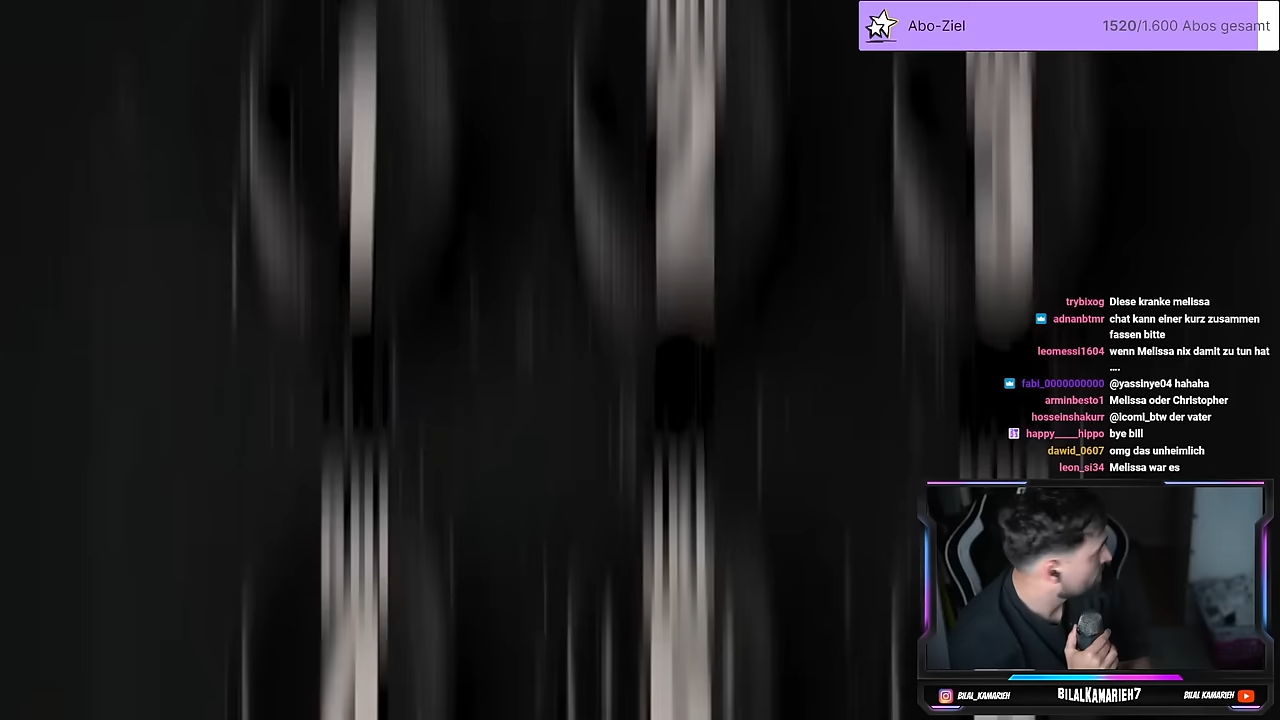 Abo-Ziel 1520/1.600 Abos gesamt
trybixog Diese kranke melissa
adnanbtmr chat kann einer kurz zusammen
fassen bitte
leomessi1604 wenn Melissa nix damit zu tun hat
....
fabi_0000000000 @yassinye04 hahaha
arminbesto1 Melissa oder Christopher
hosseinshakurr @icomi_btw der vater
happy____hippo bye bill
dawid_0607 omg das unheimlich
leon_si34 Melissa war es
BILAL_KAMARIEH BILALKAMARIEH7 BILAL KAMARIEH